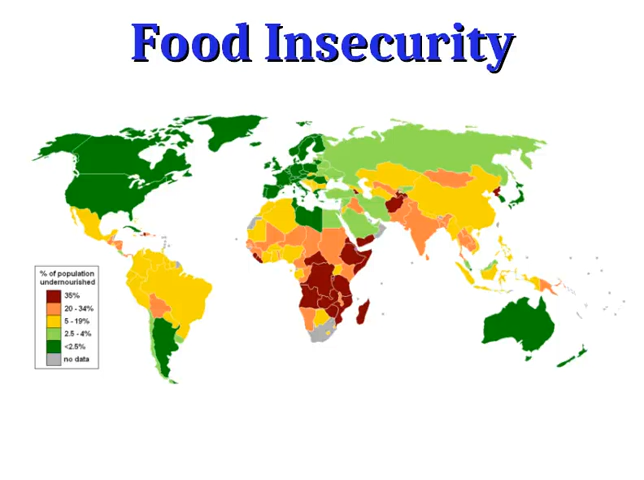 Food Insecurity
% of population
undernourished
35%
20 - 34%
5 - 19%
2.5 - 4%
<2.5%
no data